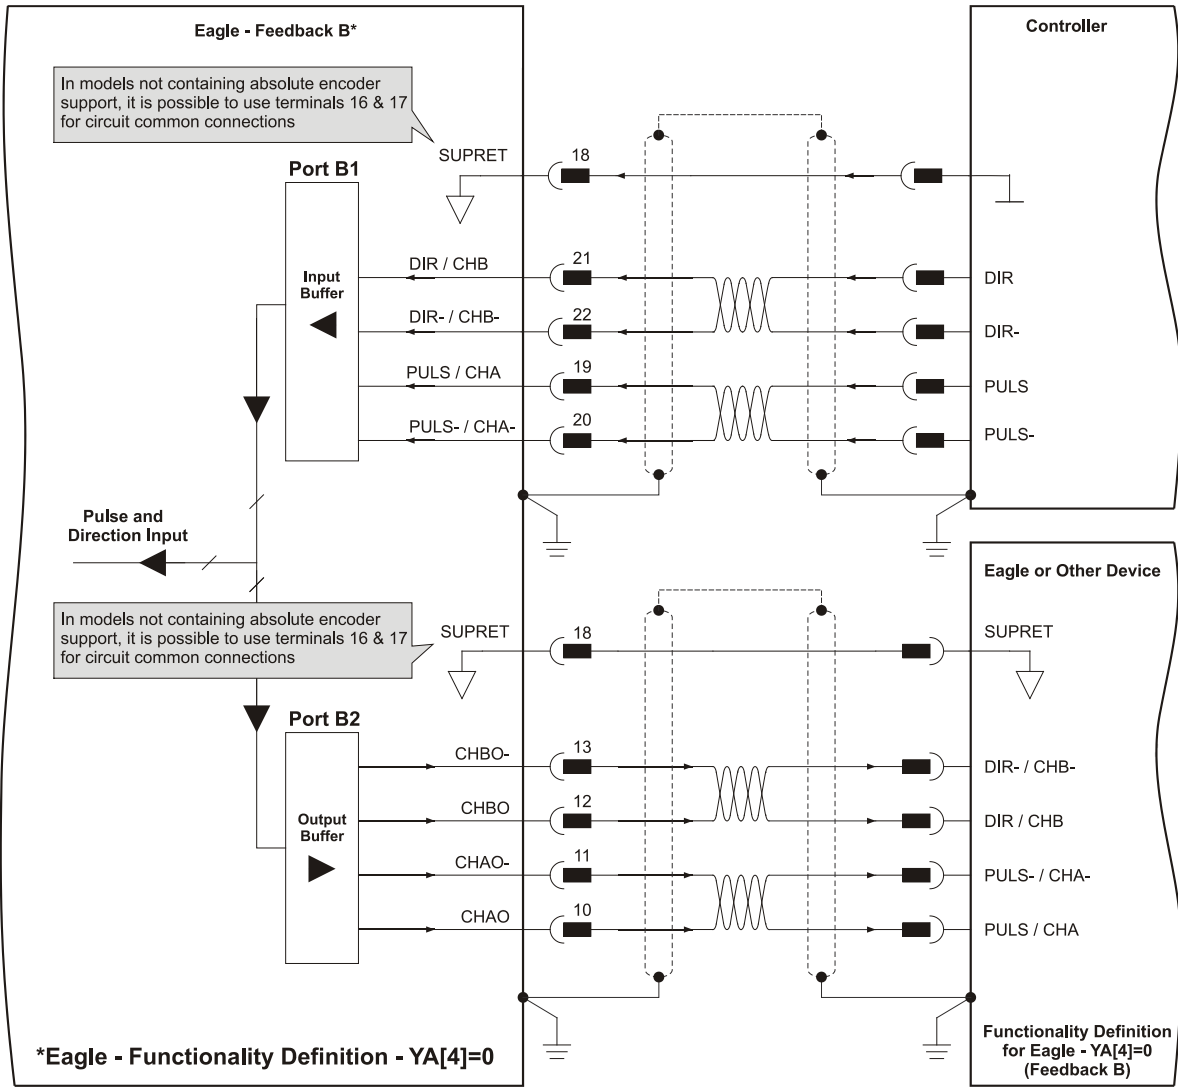 Eagle - Feedback B*
Controller
In models not containing absolute encoder
support, it is possible to use terminals 16 & 17
for circuit common connections
SUPRET
18
Port B1
Input
Buffer
DIR / CHB
21
DIR
DIR- / CHB-
22
DIR-
PULS / CHA
19
PULS
PULS- / CHA-
20
PULS-
Pulse and
Direction Input
Eagle or Other Device
In models not containing absolute encoder
support, it is possible to use terminals 16 & 17
for circuit common connections
SUPRET
18
SUPRET
Port B2
Output
Buffer
CHBO-
13
DIR- / CHB-
CHBO
12
DIR / CHB
CHAO-
11
PULS- / CHA-
CHAO
10
PULS / CHA
*Eagle - Functionality Definition - YA[4]=0
Functionality Definition
for Eagle - YA[4]=0
(Feedback B)